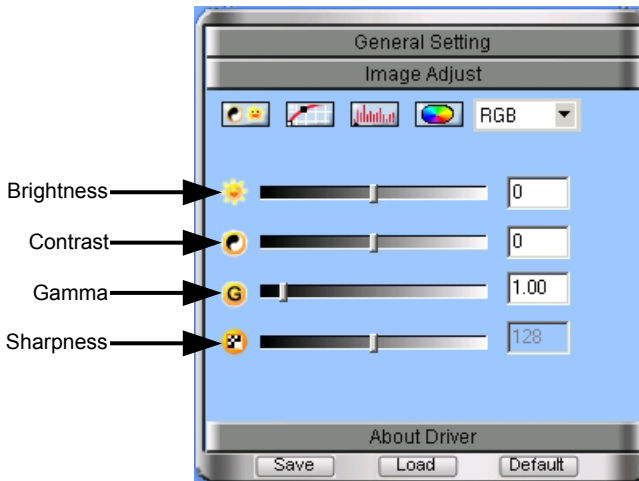 General Setting
Image Adjust
RGB
Brightness 0
Contrast 0
Gamma G 1.00
Sharpness 128
About Driver
Save Load Default